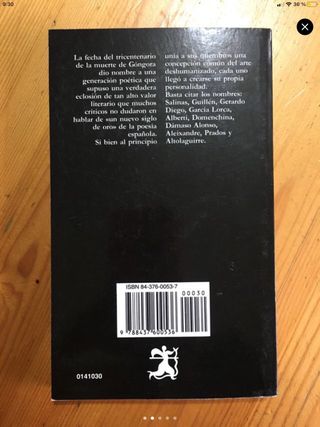 9:30
36 %
La fecha del tricentenario
de la muerte de Góngora
dio nombre a una
generación poética que
supuso una verdadera
eclosión de tan alto valor
literario que muchos
críticos no dudaron en
hablar de «un nuevo siglo
de oro» de la poesía
española.
Si bien al principio
unía a sus miembros una
concepción común del arte
deshumanizado, cada uno
llegó a crearse su propia
personalidad.
Basta citar los nombres:
Salinas, Guillén, Gerardo
Diego, García Lorca,
Alberti, Domenchina,
Dámaso Alonso,
Aleixandre, Prados y
Altolaguirre.
ISBN 84-376-0053-7
00030
9 788437 600536
0141030